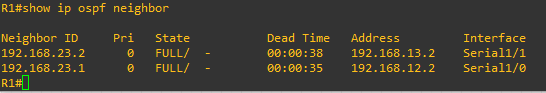 R1#show ip ospf neighbor
Neighbor ID     Pri   State           Dead Time   Address         Interface
192.168.23.2      0   FULL/  -        00:00:38    192.168.13.2    Serial1/1
192.168.23.1      0   FULL/  -        00:00:35    192.168.12.2    Serial1/0
R1#